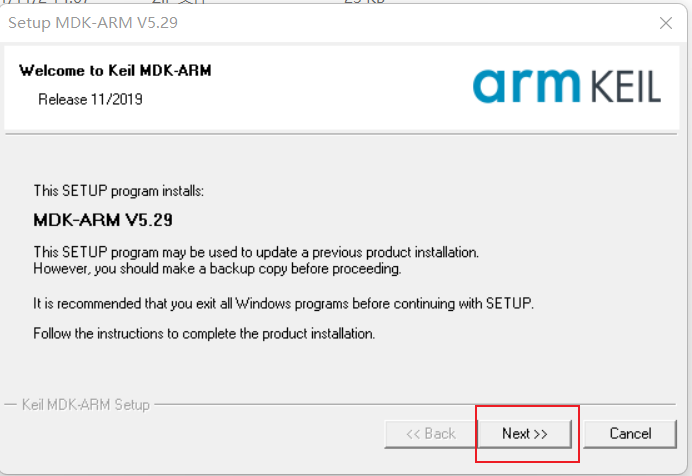 Setup MDK-ARM V5.29
Welcome to Keil MDK-ARM
Release 11/2019
arm KEIL
This SETUP program installs:
MDK-ARM V5.29
This SETUP program may be used to update a previous product installation.
However, you should make a backup copy before proceeding.
It is recommended that you exit all Windows programs before continuing with SETUP.
Follow the instructions to complete the product installation.
Keil MDK-ARM Setup
<< Back
Next >>
Cancel